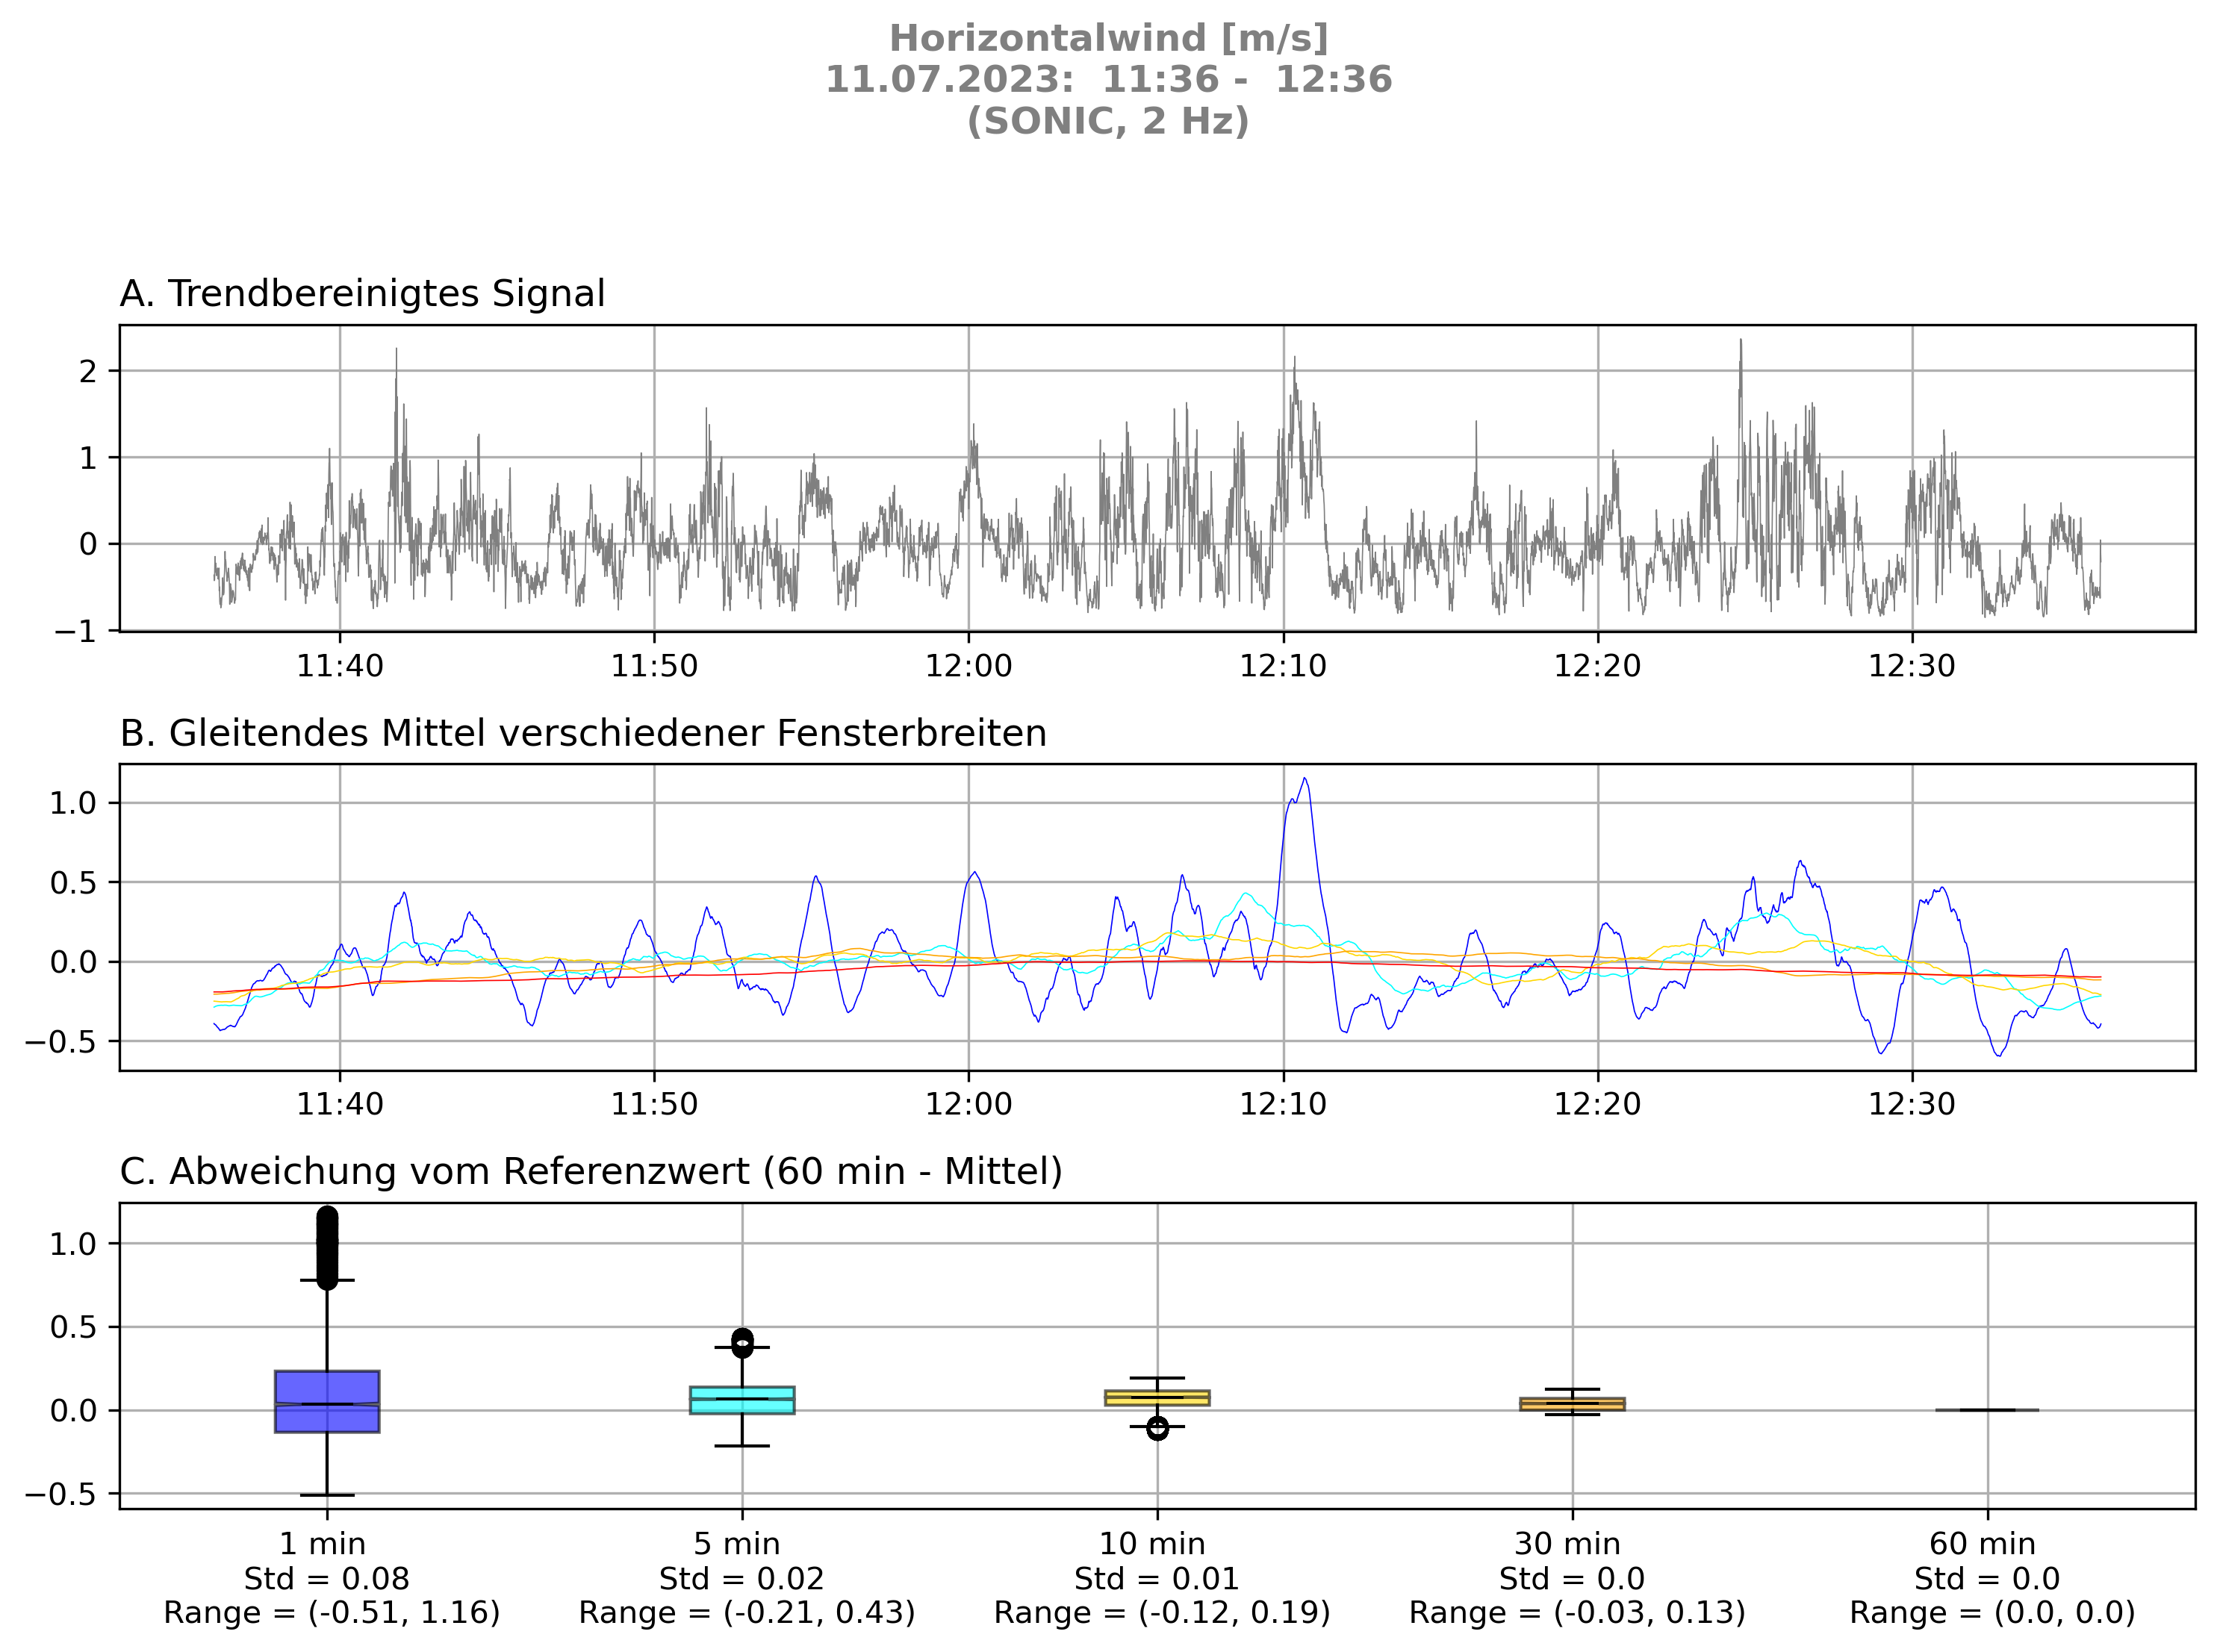 Horizontalwind [m/s]
11.07.2023:  11:36 -  12:36
(SONIC, 2 Hz)
A. Trendbereinigtes Signal
2
1
0
−1
11:40 11:50 12:00 12:10 12:20 12:30
B. Gleitendes Mittel verschiedener Fensterbreiten
1.0
0.5
0.0
−0.5
11:40 11:50 12:00 12:10 12:20 12:30
C. Abweichung vom Referenzwert (60 min - Mittel)
1.0
0.5
0.0
−0.5
1 min 5 min 10 min 30 min 60 min
Std = 0.08 Std = 0.02 Std = 0.01 Std = 0.0 Std = 0.0
Range = (-0.51, 1.16) Range = (-0.21, 0.43) Range = (-0.12, 0.19) Range = (-0.03, 0.13) Range = (0.0, 0.0)